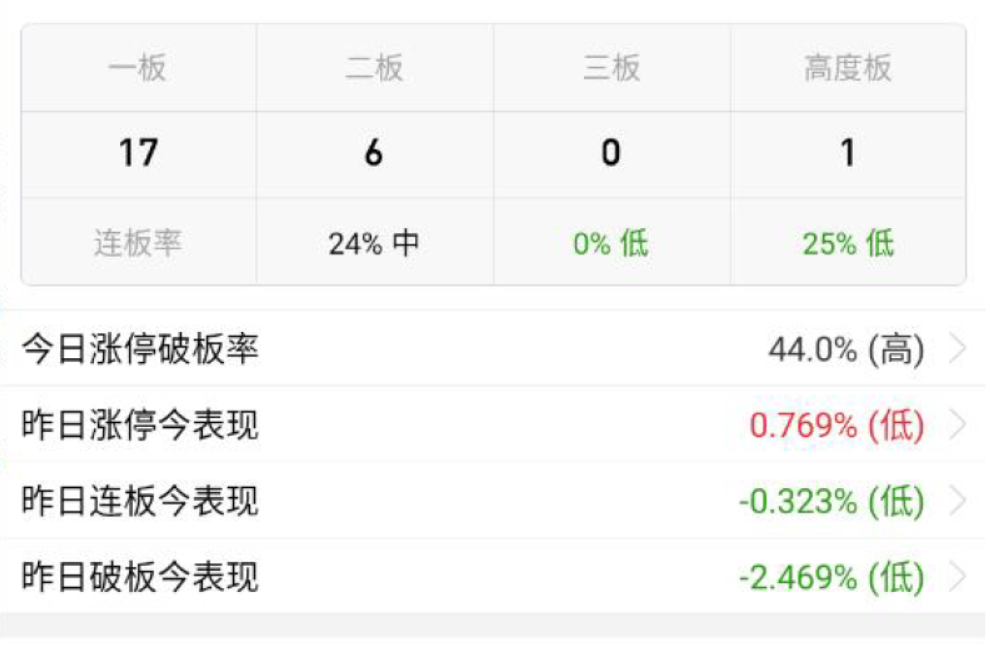 一板 二板 三板 高度板
17 6 0 1
连板率 24% 中 0% 低 25% 低
今日涨停破板率 44.0% (高)
昨日涨停今表现 0.769% (低)
昨日连板今表现 -0.323% (低)
昨日破板今表现 -2.469% (低)